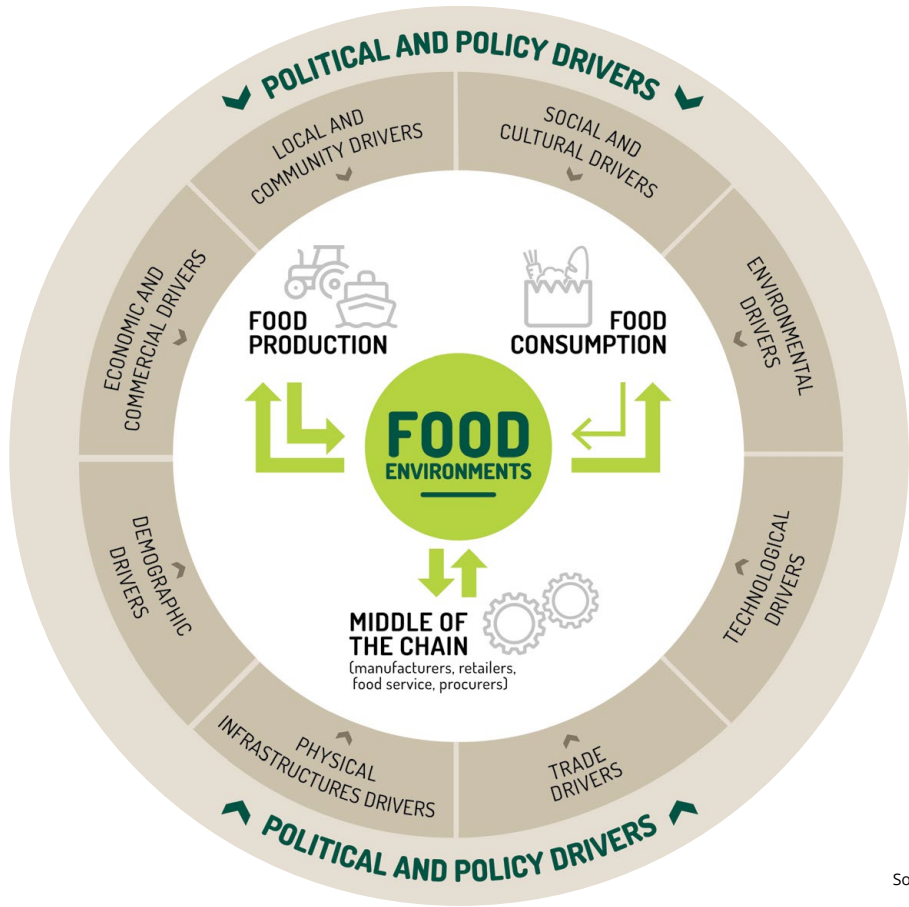 POLITICAL AND POLICY DRIVERS
LOCAL AND
COMMUNITY DRIVERS
SOCIAL AND
CULTURAL DRIVERS
ECONOMIC AND
COMMERCIAL DRIVERS
ENVIRONMENTAL
DRIVERS
FOOD
PRODUCTION
FOOD
CONSUMPTION
FOOD
ENVIRONMENTS
DEMOGRAPHIC
DRIVERS
TECHNOLOGICAL
DRIVERS
MIDDLE OF
THE CHAIN
(manufacturers, retailers,
food service, procurers)
PHYSICAL
INFRASTRUCTURES DRIVERS
TRADE
DRIVERS
POLITICAL AND POLICY DRIVERS
So